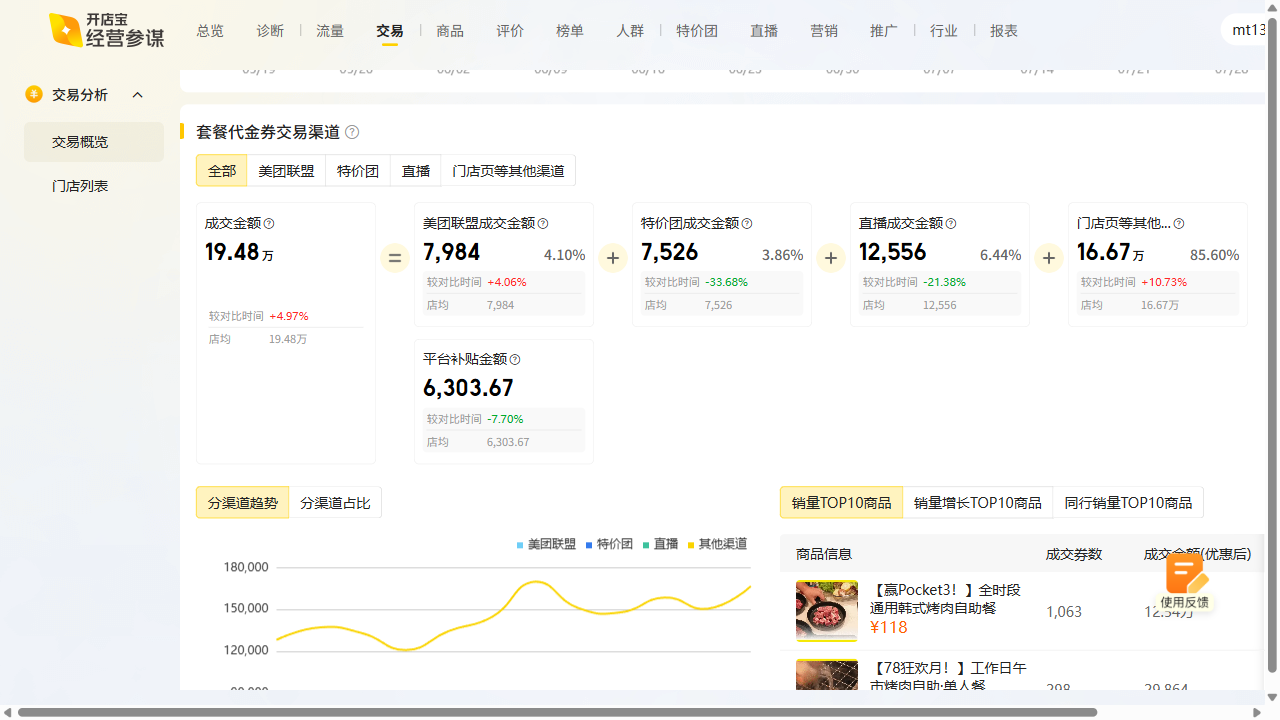 开店宝
经营参谋
总览
诊断
流量
交易
商品
评价
榜单
人群
特价团
直播
营销
推广
行业
报表
mt13
交易分析
交易概览
门店列表
套餐代金券交易渠道
全部
美团联盟
特价团
直播
门店页等其他渠道
成交金额
19.48万
较对比时间 +4.97%
店均 19.48万
=
美团联盟成交金额
7,984 4.10%
较对比时间 +4.06%
店均 7,984
+
特价团成交金额
7,526 3.86%
较对比时间 -33.68%
店均 7,526
+
直播成交金额
12,556 6.44%
较对比时间 -21.38%
店均 12,556
+
门店页等其他...
16.67万 85.60%
较对比时间 +10.73%
店均 16.67万
平台补贴金额
6,303.67
较对比时间 -7.70%
店均 6,303.67
分渠道趋势
分渠道占比
美团联盟 特价团 直播 其他渠道
180,000
150,000
120,000
销量TOP10商品
销量增长TOP10商品
同行销量TOP10商品
商品信息 成交券数 成交金额(优惠后)
【赢Pocket3！】全时段
通用韩式烤肉自助餐
¥118
1,063
12.54万
【78狂欢月！】工作日午
市烤肉自助·单人餐
298
29,864
使用反馈